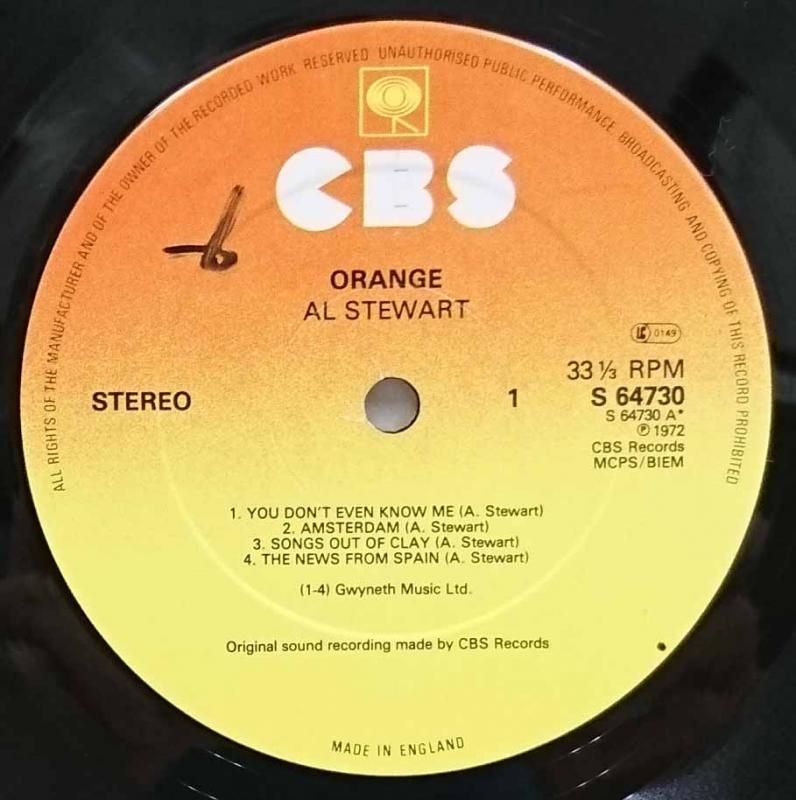 ALL RIGHTS OF THE MANUFACTURER AND OF THE OWNER OF THE RECORDED WORK RESERVED UNAUTHORISED PUBLIC PERFORMANCE BROADCASTING AND COPYING OF THIS RECORD PROHIBITED
CBS
ORANGE
AL STEWART
LC 0149
33 ⅓ RPM
STEREO
1
S 64730
S 64730 A*
℗ 1972
CBS Records
MCPS/BIEM
1. YOU DON'T EVEN KNOW ME (A. Stewart)
2. AMSTERDAM (A. Stewart)
3. SONGS OUT OF CLAY (A. Stewart)
4. THE NEWS FROM SPAIN (A. Stewart)
(1-4) Gwyneth Music Ltd.
Original sound recording made by CBS Records
MADE IN ENGLAND